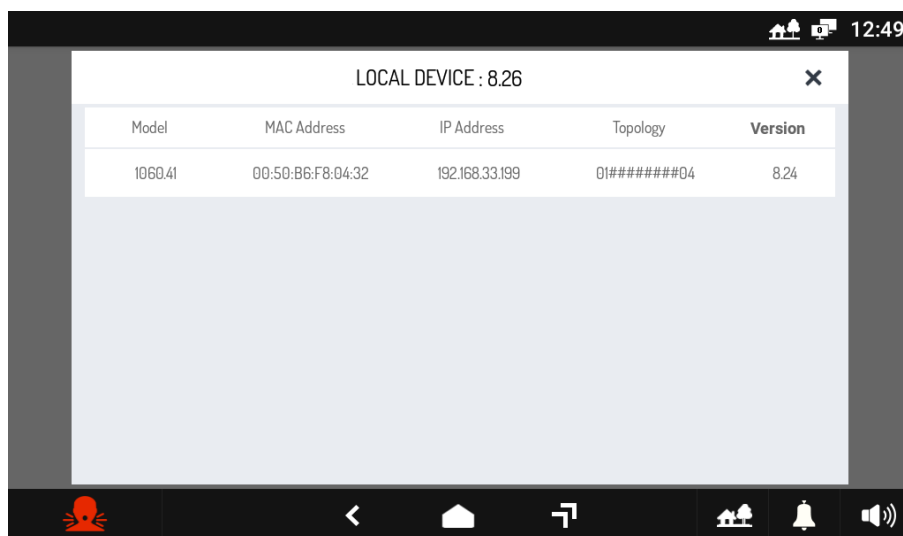 0 12:49
LOCAL DEVICE : 8.26
Model MAC Address IP Address Topology Version
1060.41 00:50:B6:F8:04:32 192.168.33.199 01########04 8.24